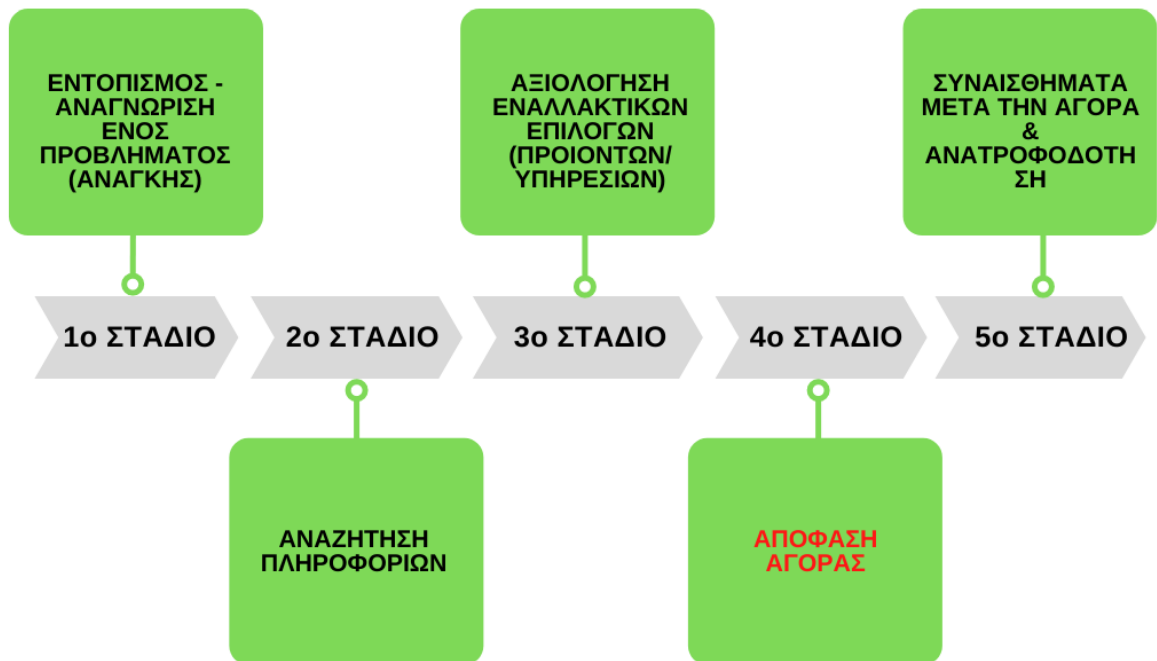 ΕΝΤΟΠΙΣΜΟΣ -
ΑΝΑΓΝΩΡΙΣΗ
ΕΝΟΣ
ΠΡΟΒΛΗΜΑΤΟΣ
(ΑΝΑΓΚΗΣ)
ΑΞΙΟΛΟΓΗΣΗ
ΕΝΑΛΛΑΚΤΙΚΩΝ
ΕΠΙΛΟΓΩΝ
(ΠΡΟΙΟΝΤΩΝ/
ΥΠΗΡΕΣΙΩΝ)
ΣΥΝΑΙΣΘΗΜΑΤΑ
ΜΕΤΑ ΤΗΝ ΑΓΟΡΑ
&
ΑΝΑΤΡΟΦΟΔΟΤΗ
ΣΗ
1ο ΣΤΑΔΙΟ
2ο ΣΤΑΔΙΟ
3ο ΣΤΑΔΙΟ
4ο ΣΤΑΔΙΟ
5ο ΣΤΑΔΙΟ
ΑΝΑΖΗΤΗΣΗ
ΠΛΗΡΟΦΟΡΙΩΝ
ΑΠΟΦΑΣΗ
ΑΓΟΡΑΣ